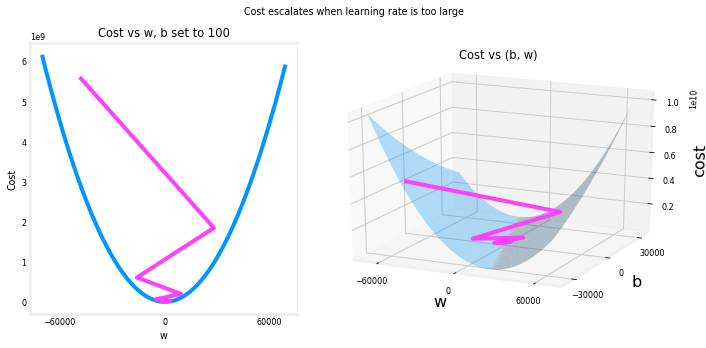 Cost escalates when learning rate is too large
Cost vs w, b set to 100
1e9
6
5
4
3
2
1
0
Cost
−60000
0
60000
w
Cost vs (b, w)
1e10
1.0
0.8
0.6
0.4
0.2
cost
30000
0
−30000
b
−60000
0
60000
w